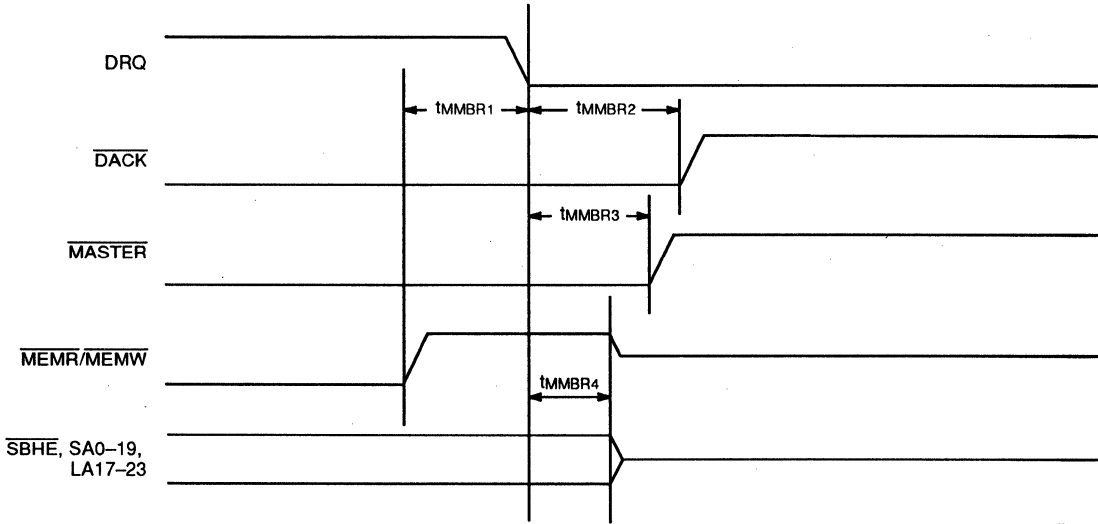 DRQ
tMMBR1
tMMBR2
DACK
tMMBR3
MASTER
MEMR/MEMW
tMMBR4
SBHE, SA0–19,
LA17–23